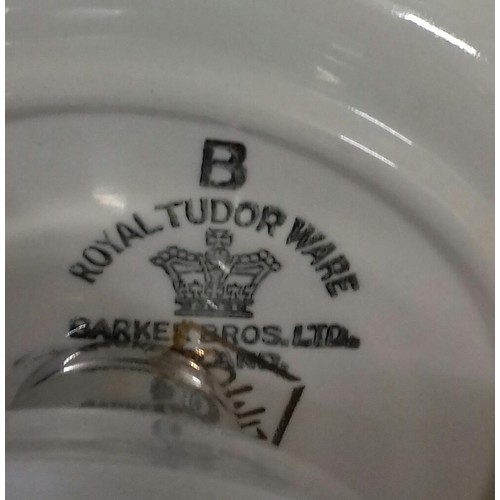 B
ROYAL TUDOR WARE
BARKER BROS. LTD.